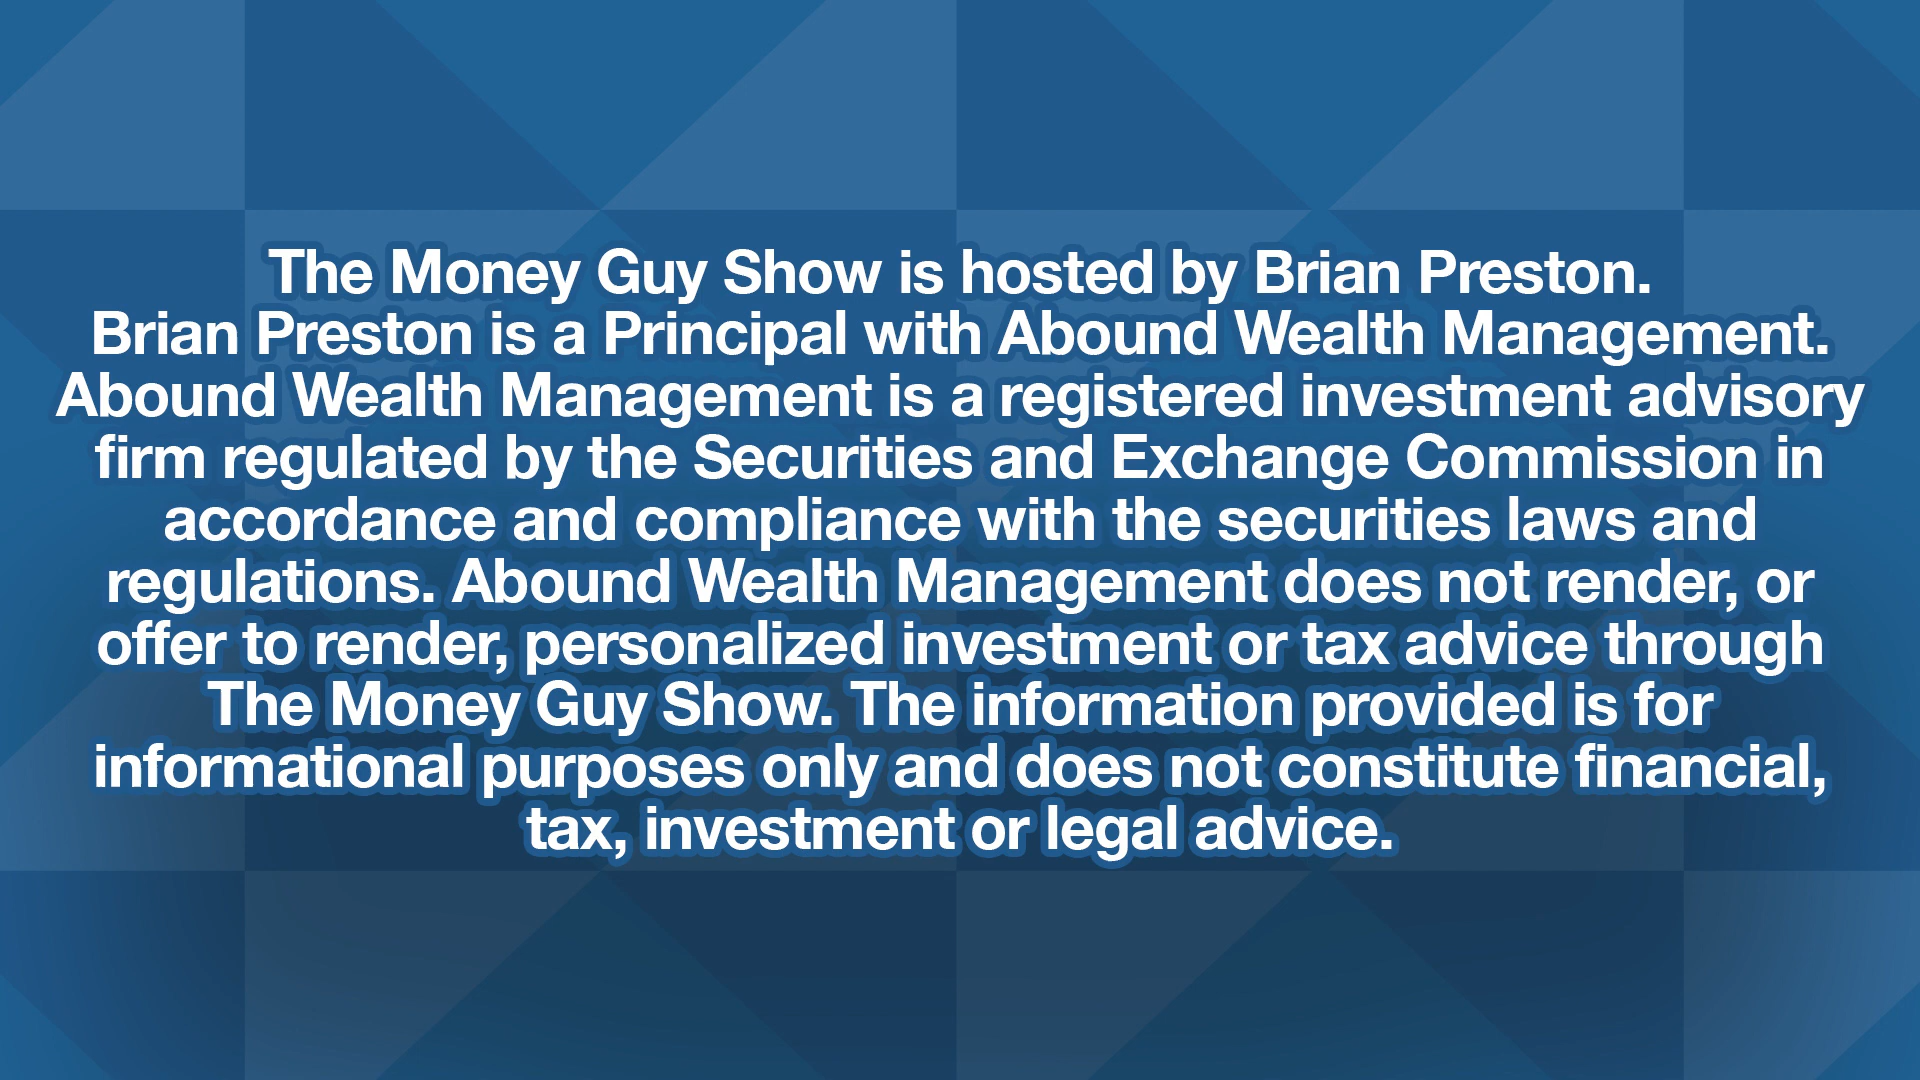 The Money Guy Show is hosted by Brian Preston.
Brian Preston is a Principal with Abound Wealth Management.
Abound Wealth Management is a registered investment advisory
firm regulated by the Securities and Exchange Commission in
accordance and compliance with the securities laws and
regulations. Abound Wealth Management does not render, or
offer to render, personalized investment or tax advice through
The Money Guy Show. The information provided is for
informational purposes only and does not constitute financial,
tax, investment or legal advice.